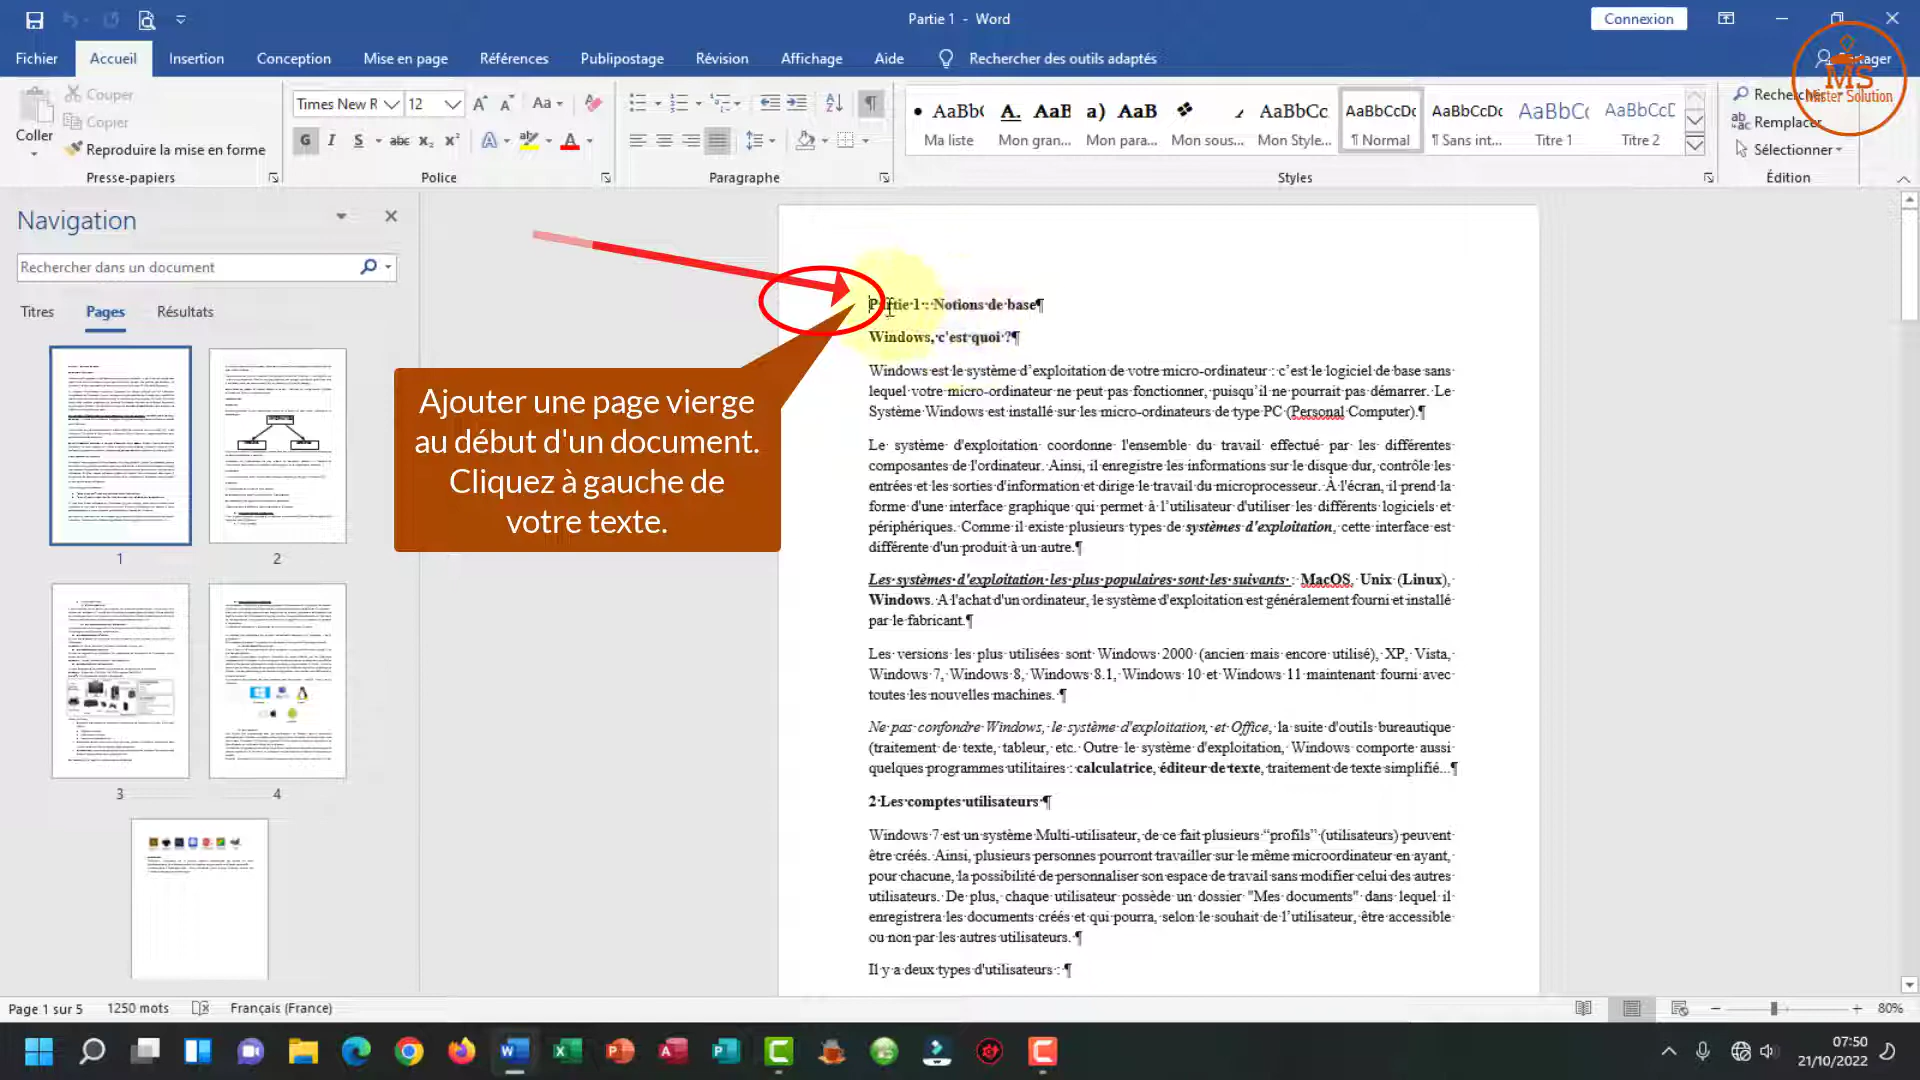 Partie 1 - Word
Connexion
Fichier
Accueil
Insertion
Conception
Mise en page
Références
Publipostage
Révision
Affichage
Aide
Rechercher des outils adaptés
MS
Mister Solution
Coller
Couper
Copier
Reproduire la mise en forme
Presse-papiers
Times New R
12
Aa
G I S abc x₂ x²
Police
Paragraphe
AaBb(
Ma liste
A. AaB
Mon gran...
a) AaB
Mon para...
Mon sous...
AaBbCc
Mon Style...
AaBbCcDc
¶ Normal
AaBbCcDc
¶ Sans int...
AaBbC(
Titre 1
AaBbCcD
Titre 2
Styles
Remplacer
Sélectionner
Édition
Navigation
Rechercher dans un document
Titres
Pages
Résultats
1
2
3
4
Ajouter une page vierge
au début d'un document.
Cliquez à gauche de
votre texte.
Partie·1·:·Notions·de·base¶
Windows,·c'est·quoi·?¶
Windows est le système d’exploitation de votre micro-ordinateur : c’est le logiciel de base sans
lequel votre micro-ordinateur ne peut pas fonctionner, puisqu’il ne pourrait pas démarrer. Le
Système Windows est installé sur les micro-ordinateurs de type PC (Personal Computer).¶
Le système d'exploitation coordonne l'ensemble du travail effectué par les différentes
composantes de l'ordinateur. Ainsi, il enregistre les informations sur le disque dur, contrôle les
entrées et les sorties d'information et dirige le travail du microprocesseur. À l'écran, il prend la
forme d'une interface graphique qui permet à l’utilisateur d'utiliser les différents logiciels et
périphériques. Comme il existe plusieurs types de systèmes d'exploitation, cette interface est
différente d'un produit à un autre.¶
Les systèmes d'exploitation les plus populaires sont les suivants : MacOS, Unix (Linux),
Windows. A l'achat d'un ordinateur, le système d'exploitation est généralement fourni et installé
par le fabricant.¶
Les versions les plus utilisées sont Windows 2000 (ancien mais encore utilisé), XP, Vista,
Windows 7, Windows 8, Windows 8.1, Windows 10 et Windows 11 maintenant fourni avec
toutes les nouvelles machines. ¶
Ne pas confondre Windows, le système d'exploitation, et Office, la suite d'outils bureautique
(traitement de texte, tableur, etc. Outre le système d'exploitation, Windows comporte aussi
quelques programmes utilitaires : calculatrice, éditeur de texte, traitement de texte simplifié...¶
2 Les comptes utilisateurs ¶
Windows 7 est un système Multi-utilisateur, de ce fait plusieurs “profils” (utilisateurs) peuvent
être créés. Ainsi, plusieurs personnes pourront travailler sur le même microordinateur en ayant,
pour chacune, la possibilité de personnaliser son espace de travail sans modifier celui des autres
utilisateurs. De plus, chaque utilisateur possède un dossier "Mes documents" dans lequel il
enregistrera les documents créés et qui pourra, selon le souhait de l’utilisateur, être accessible
ou non par les autres utilisateurs. ¶
Il y a deux types d'utilisateurs : ¶
Page 1 sur 5
1250 mots
Français (France)
80%
07:50
21/10/2022